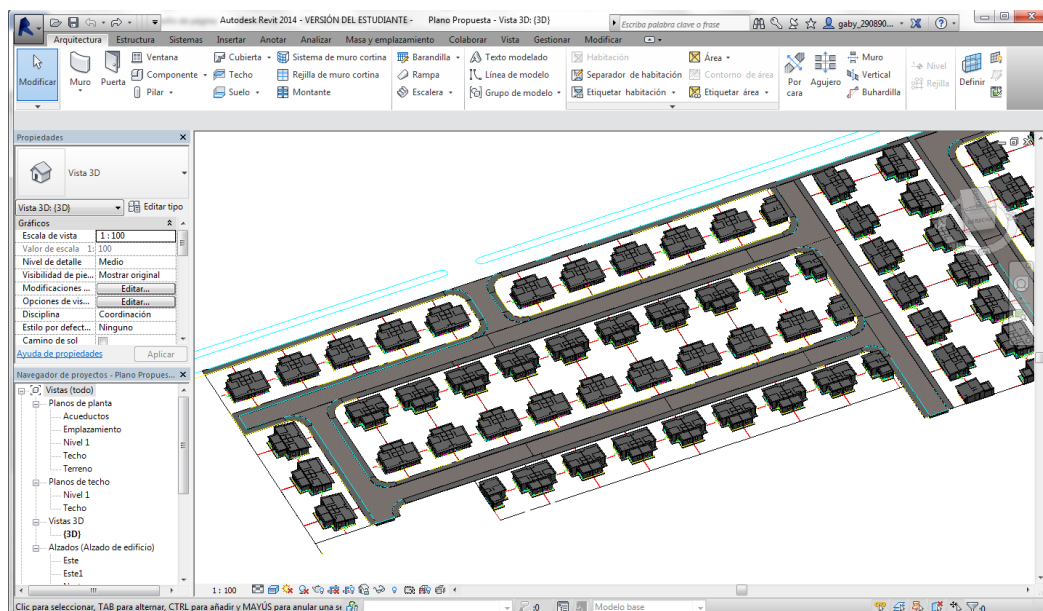 Autodesk Revit 2014 - VERSIÓN DEL ESTUDIANTE - Plano Propuesta - Vista 3D: {3D}
Escriba palabra clave o frase
gaby_290890...
Arquitectura Estructura Sistemas Insertar Anotar Analizar Masa y emplazamiento Colaborar Vista Gestionar Modificar
Modificar
Muro
Puerta
Ventana
Componente
Pilar
Cubierta
Techo
Suelo
Sistema de muro cortina
Rejilla de muro cortina
Montante
Barandilla
Rampa
Escalera
Texto modelado
Línea de modelo
Grupo de modelo
Habitación
Separador de habitación
Etiquetar habitación
Área
Contorno de área
Etiquetar área
Por cara
Agujero
Muro
Vertical
Buhardilla
Nivel
Rejilla
Definir
Propiedades
Vista 3D
Vista 3D: {3D}
Editar tipo
Gráficos
Escala de vista 1 : 100
Valor de escala 1: 100
Nivel de detalle Medio
Visibilidad de pie... Mostrar original
Modificaciones ... Editar...
Opciones de vis... Editar...
Disciplina Coordinación
Estilo por defect... Ninguno
Camino de sol
Ayuda de propiedades Aplicar
Navegador de proyectos - Plano Propues...
Vistas (todo)
Planos de planta
Acueductos
Emplazamiento
Nivel 1
Techo
Terreno
Planos de techo
Nivel 1
Techo
Vistas 3D
{3D}
Alzados (Alzado de edificio)
Este
Este1
1 : 100
Clic para seleccionar, TAB para alternar, CTRL para añadir y MAYÚS para anular una se
:0
Modelo base
:0